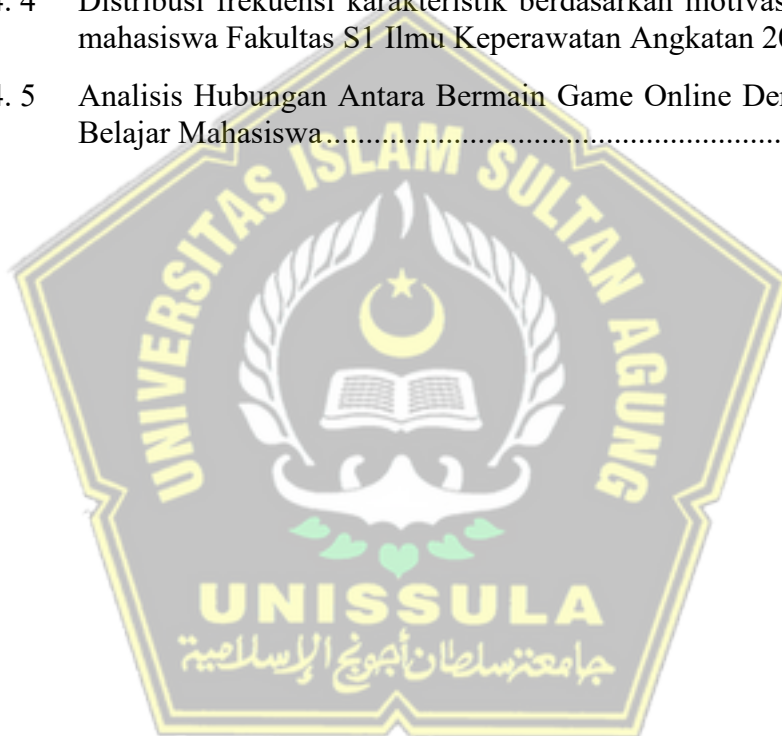 4. 4 Distribusi frekuensi karakteristik berdasarkan motivas
mahasiswa Fakultas S1 Ilmu Keperawatan Angkatan 20
4. 5 Analisis Hubungan Antara Bermain Game Online Den
Belajar Mahasiswa..........................................................
UNIVERSITAS ISLAM SULTAN AGUNG
UNISSULA
جامعة سلطان أجونج الإسلامية